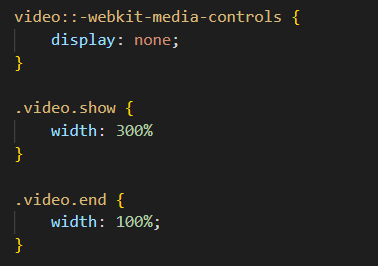 video::-webkit-media-controls {
    display: none;
}

.video.show {
    width: 300%
}

.video.end {
    width: 100%;
}